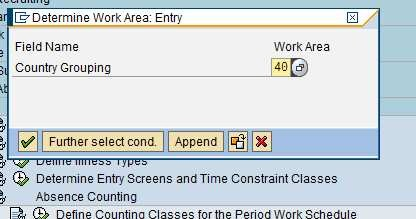 Recruiting
Determine Work Area: Entry
Field Name Work Area
Country Grouping 40
Further select cond. Append
Define Illness Types
Determine Entry Screens and Time Constraint Classes
Absence Counting
Define Counting Classes for the Period Work Schedule